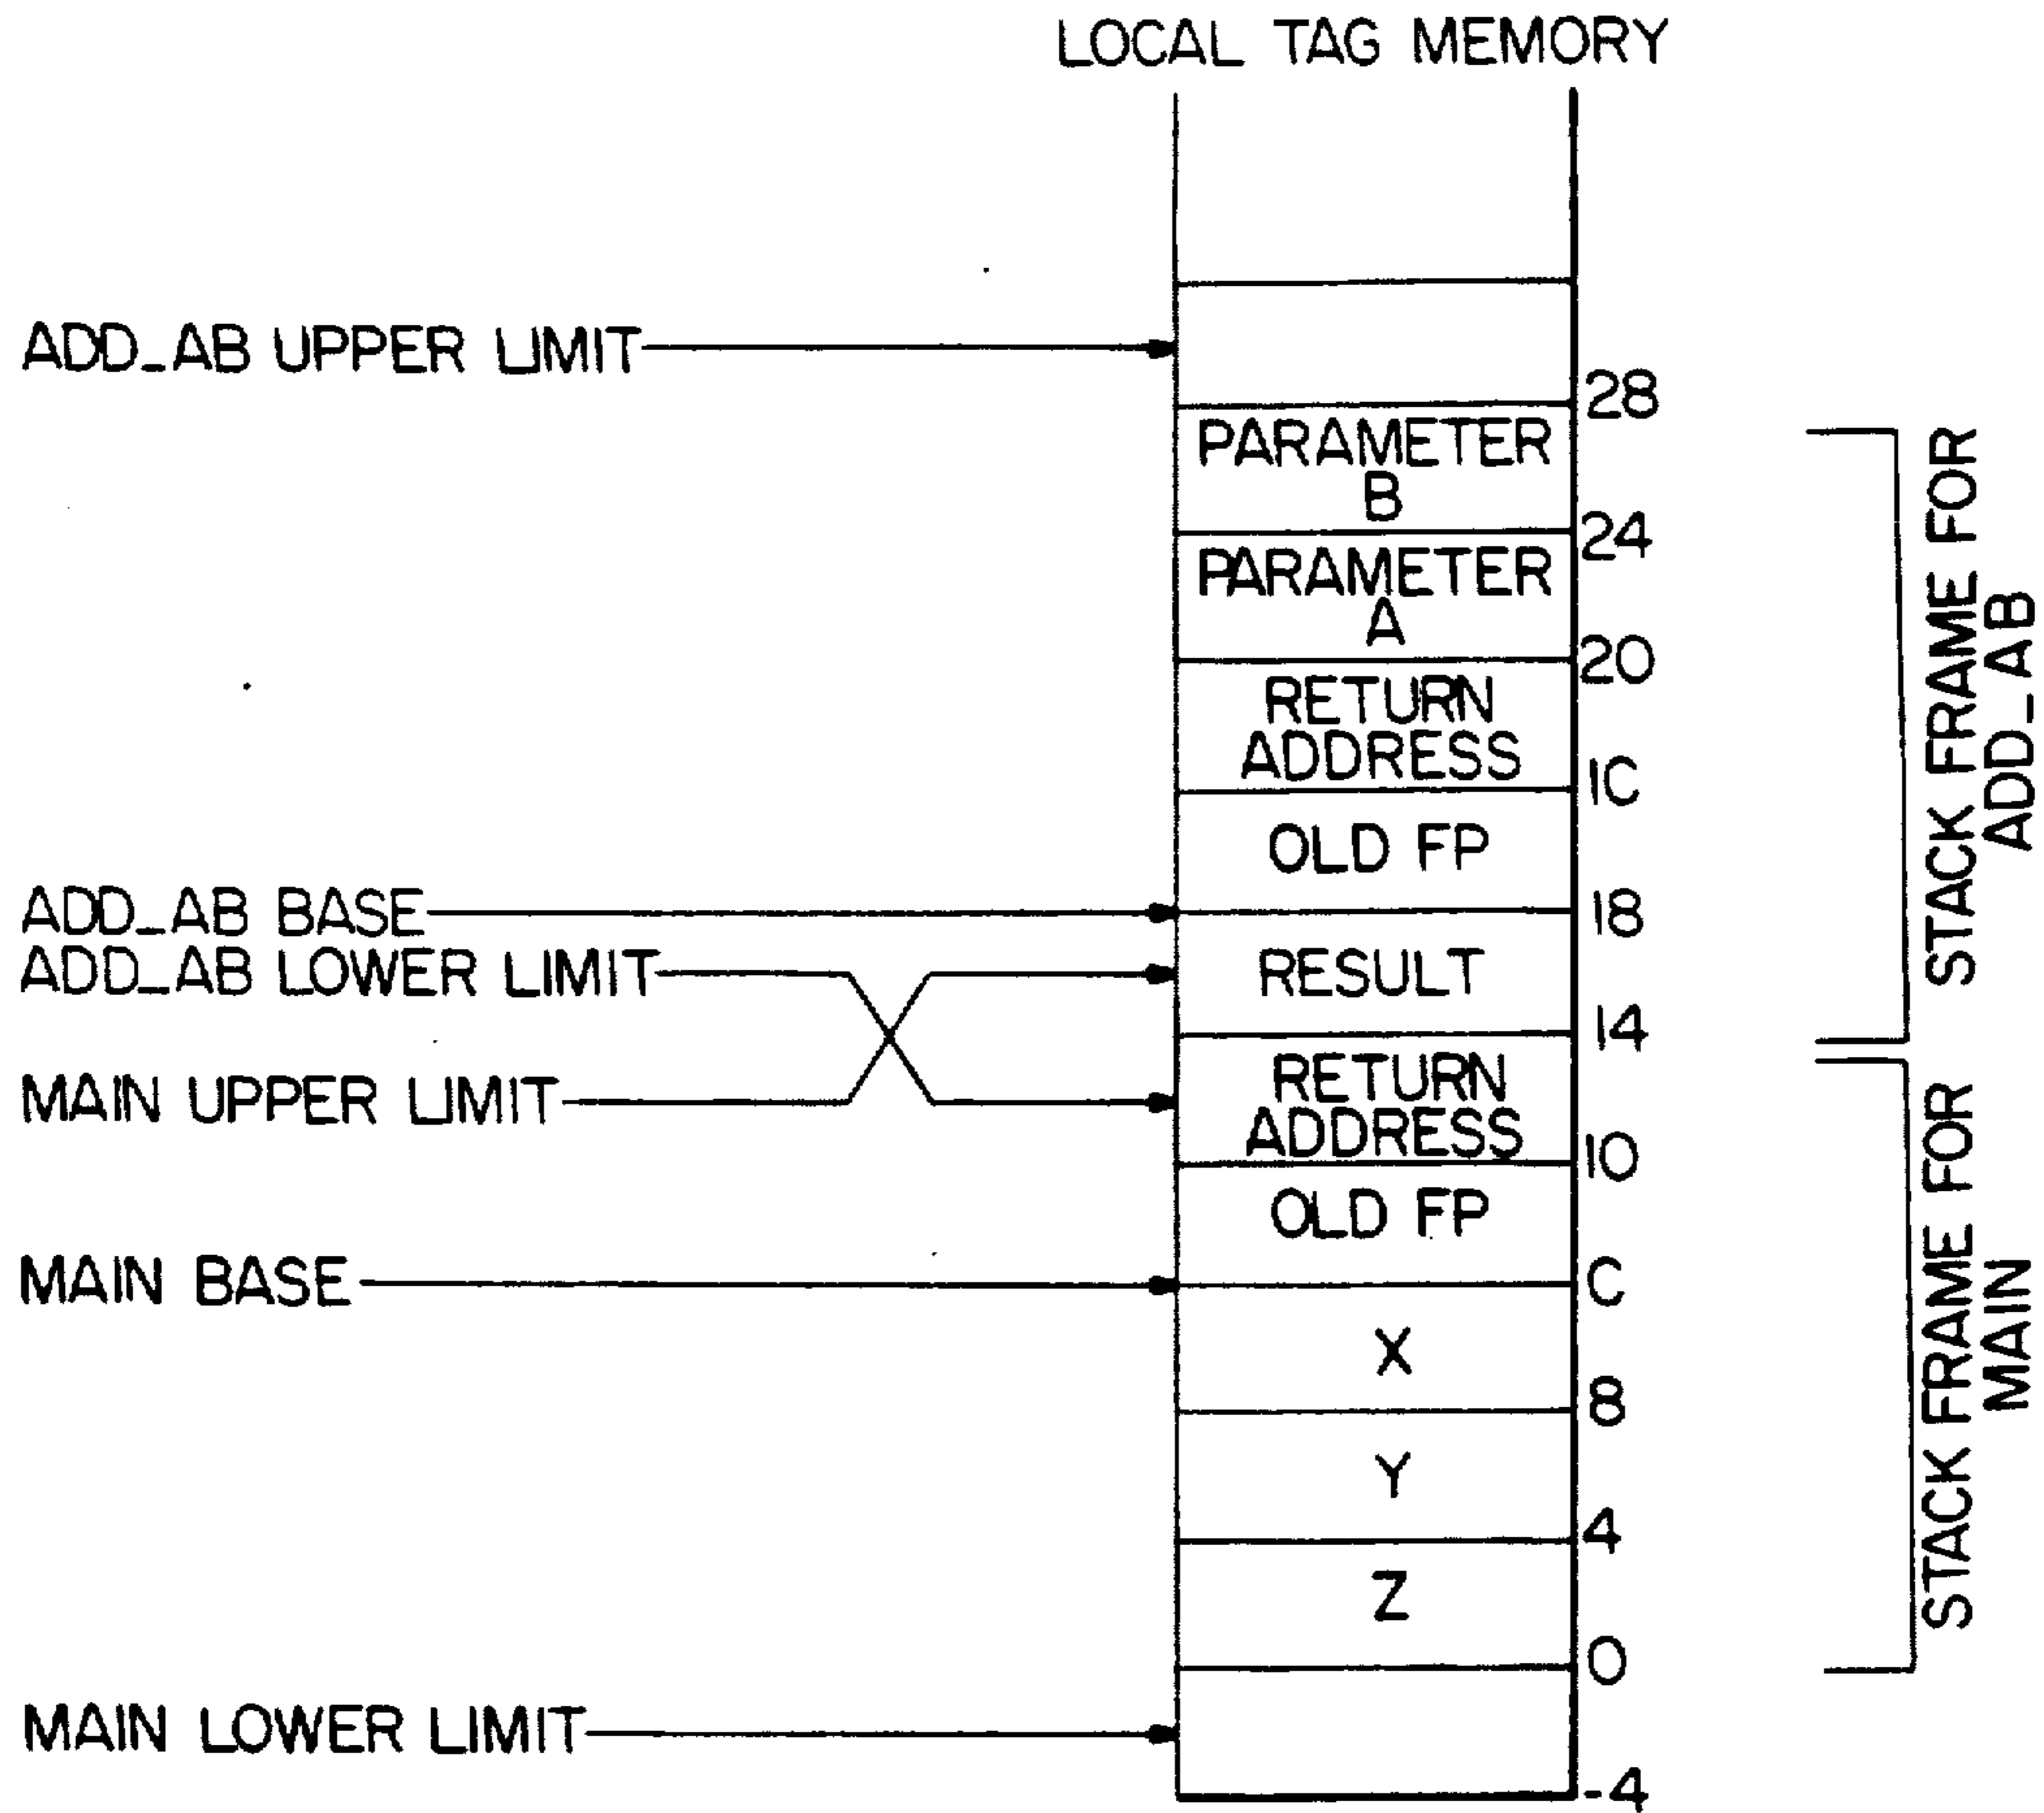 LOCAL TAG MEMORY
ADD_AB UPPER LIMIT
28
PARAMETER
B
24
PARAMETER
A
20
RETURN
ADDRESS
1C
OLD FP
ADD_AB BASE
18
ADD_AB LOWER LIMIT
RESULT
14
MAIN UPPER LIMIT
RETURN
ADDRESS
10
OLD FP
MAIN BASE
C
X
8
Y
4
Z
0
MAIN LOWER LIMIT
-4
STACK FRAME FOR
ADD_AB
STACK FRAME FOR
MAIN